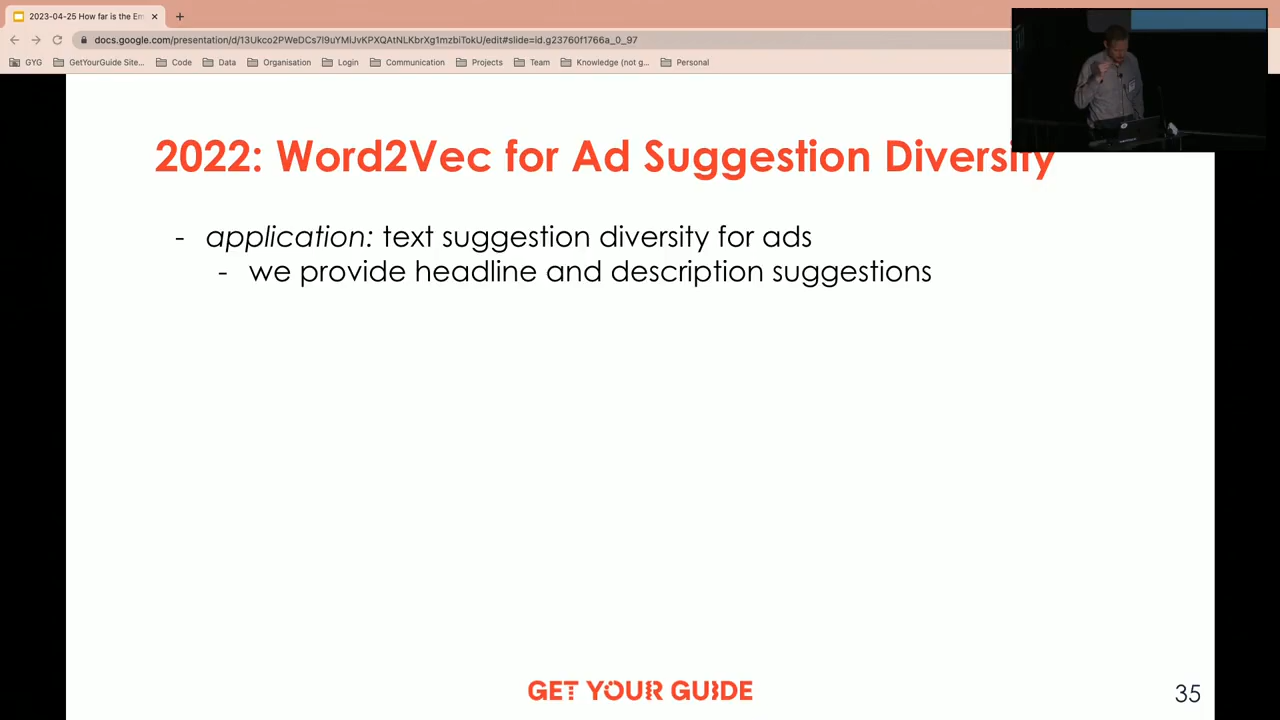 2023-04-25 How far is the Em
docs.google.com/presentation/d/13Ukco2PWeDCs7l9uYMlJvKPXQAtNLKbrXg1mzbiTokU/edit#slide=id.g23760f1766a_0_97
GYG GetYourGuide Site... Code Data Organisation Login Communication Projects Team Knowledge (not g... Personal
2022: Word2Vec for Ad Suggestion Diversity
- application: text suggestion diversity for ads
- we provide headline and description suggestions
GET YOUR GUIDE
35